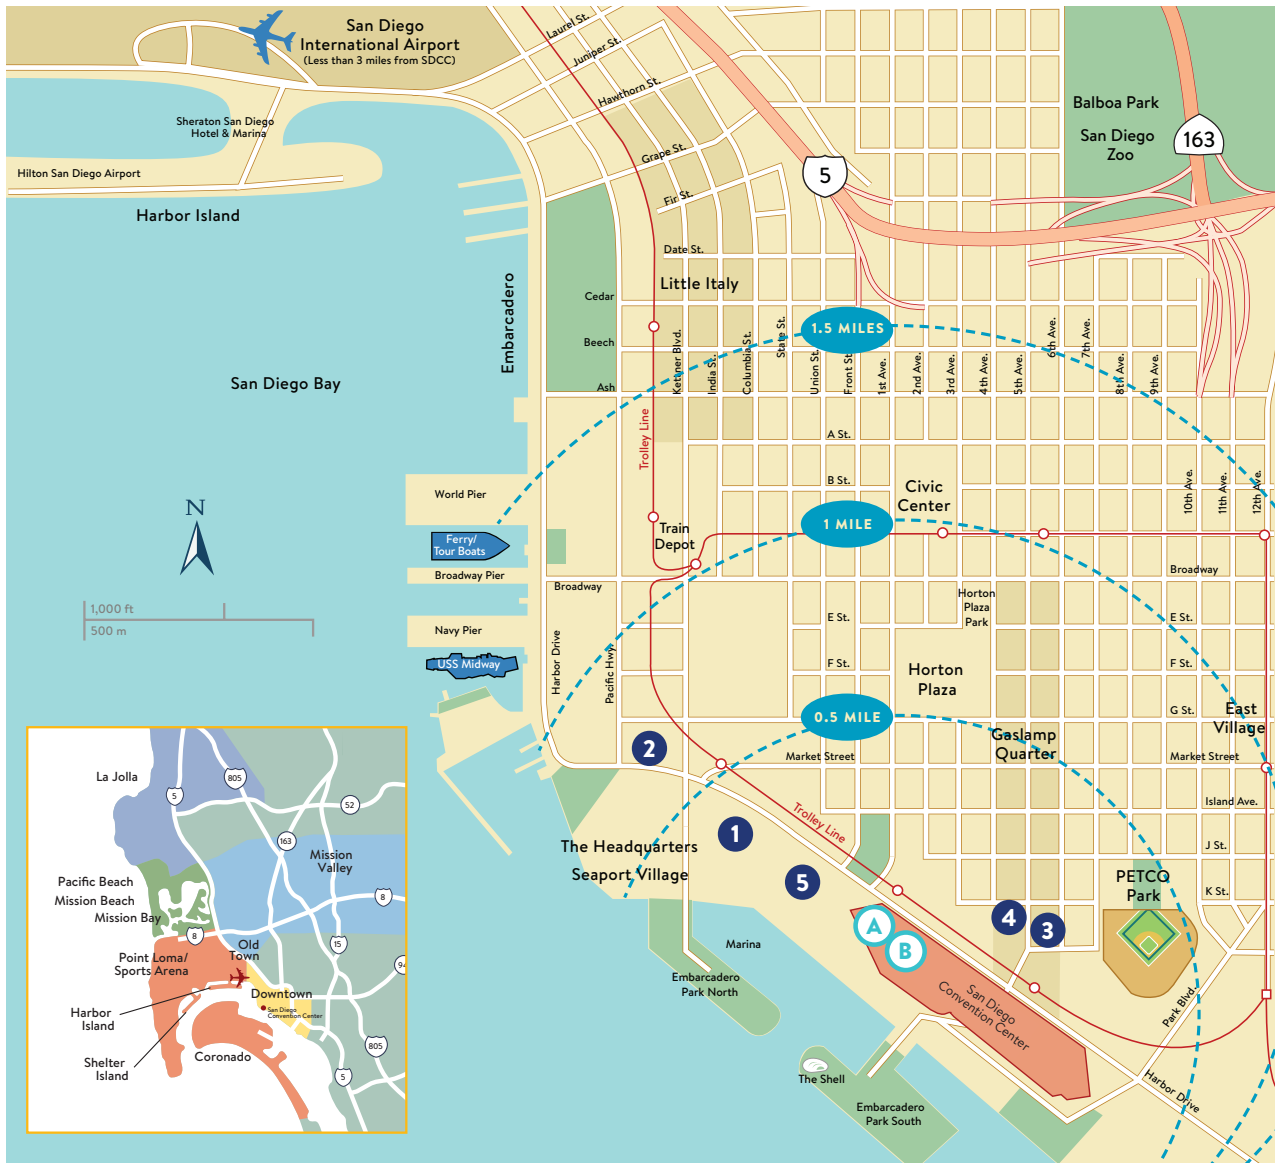 San Diego
International Airport
(Less than 3 miles from SDCC)
Laurel St.
Juniper St.
Hawthorn St.
Grape St.
Fir St.
Date St.
Sheraton San Diego
Hotel & Marina
Hilton San Diego Airport
Harbor Island
Balboa Park
San Diego
Zoo
163
5
Little Italy
Cedar
Beech
Ash
Embarcadero
San Diego Bay
1.5 MILES
Kettner Blvd.
India St.
Columbia St.
State St.
Union St.
Front St.
1st Ave.
2nd Ave.
3rd Ave.
4th Ave.
5th Ave.
6th Ave.
7th Ave.
8th Ave.
9th Ave.
10th Ave.
11th Ave.
12th Ave.
Trolley Line
A St.
B St.
Civic
Center
World Pier
N
Ferry/
Tour Boats
Broadway Pier
Train
Depot
1 MILE
Broadway
Broadway
1,000 ft
500 m
Navy Pier
USS Midway
Harbor Drive
Pacific Hwy.
Horton
Plaza
Park
E St.
E St.
F St.
F St.
Horton
Plaza
G St.
0.5 MILE
East
Village
Gaslamp
Quarter
2
Market Street
Market Street
Island Ave.
Trolley Line
1
The Headquarters
Seaport Village
J St.
5
PETCO
Park
K St.
4
3
A
B
Marina
Embarcadero
Park North
San Diego
Convention Center
Park Blvd.
Harbor Drive
The Shell
Embarcadero
Park South
La Jolla
5
805
52
163
Mission
Valley
Pacific Beach
Mission Beach
Mission Bay
8
8
15
94
Old
Town
Point Loma/
Sports Arena
Downtown
San Diego
Convention Center
Harbor
Island
Shelter
Island
Coronado
805
5